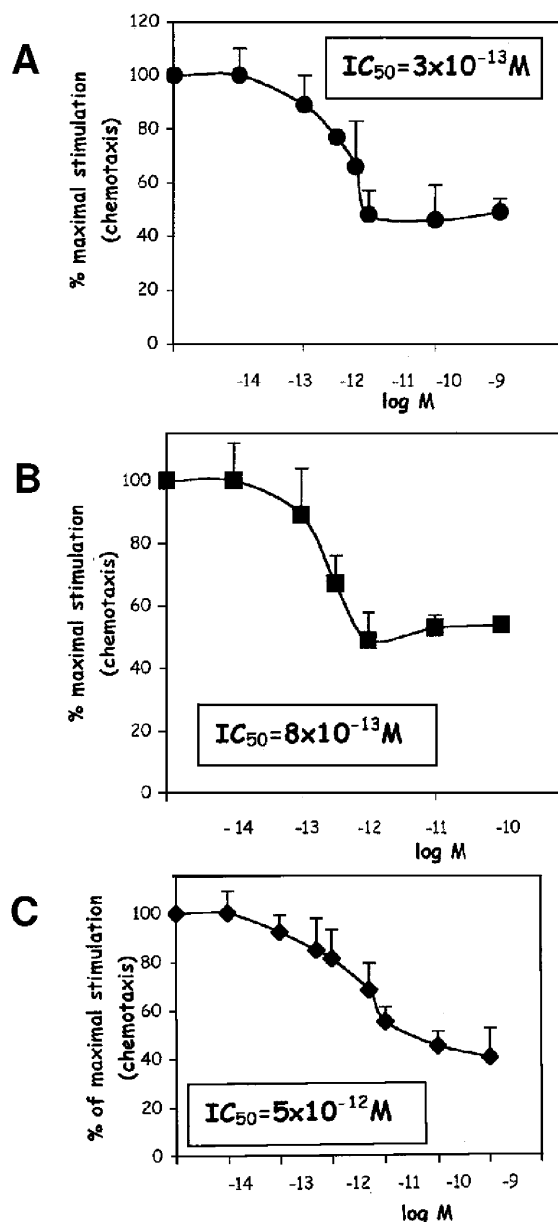 A
IC50=3x10-13M
120
100
80
60
40
20
0
% maximal stimulation
(chemotaxis)
-14 -13 -12 -11 -10 -9
log M
B
100
80
60
40
20
0
% maximal stimulation
(chemotaxis)
IC50=8x10-13M
-14 -13 -12 -11 -10
log M
C
100
80
60
40
20
0
% of maximal stimulation
(chemotaxis)
IC50=5x10-12M
-14 -13 -12 -11 -10 -9
log M